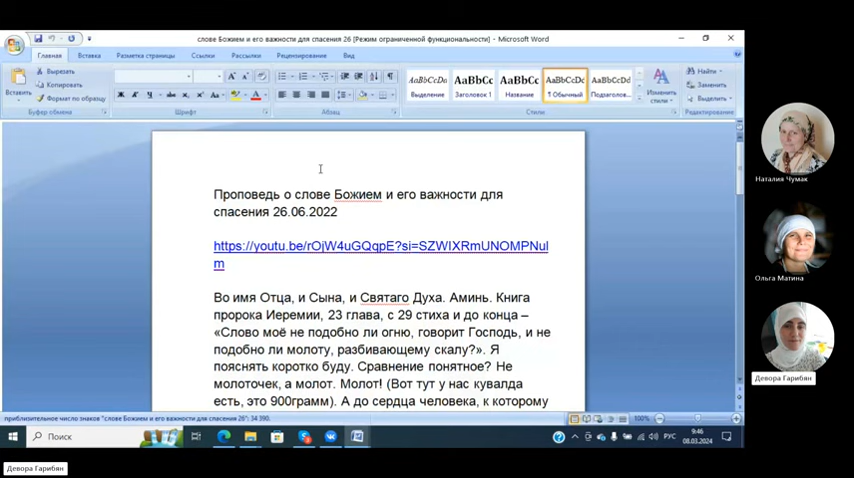 слове Божием и его важности для спасения 26 [Режим ограниченной функциональности] - Microsoft Word
Главная Вставка Разметка страницы Ссылки Рассылки Рецензирование Вид
Вставить
Вырезать
Копировать
Формат по образцу
Буфер обмена
Шрифт
Абзац
AaBbCcDc AaBbCc AaBbCc AaBbCcDc AaBbCcDd
Выделение Заголовок 1 Название ¶ Обычный Подзаголо...
Изменить стили
Стили
Найти
Заменить
Выделить
Редактирование
Проповедь о слове Божием и его важности для
спасения 26.06.2022
https://youtu.be/rOjW4uGQqpE?si=SZWIXRmUNOMPNul
m
Во имя Отца, и Сына, и Святаго Духа. Аминь. Книга
пророка Иеремии, 23 глава, с 29 стиха и до конца –
«Слово моё не подобно ли огню, говорит Господь, и не
подобно ли молоту, разбивающему скалу?». Я
пояснять коротко буду. Сравнение понятное? Не
молоточек, а молот. Молот! (Вот тут у нас кувалда
есть, это 900грамм). А до сердца человека, к которому
приблизительное число знаков "слове Божием и его важности для спасения 26": 34 390.
100%
Поиск
РУС
9:46
08.03.2024
Наталия Чумак
Ольга Матина
Девора Гарибян
Девора Гарибян